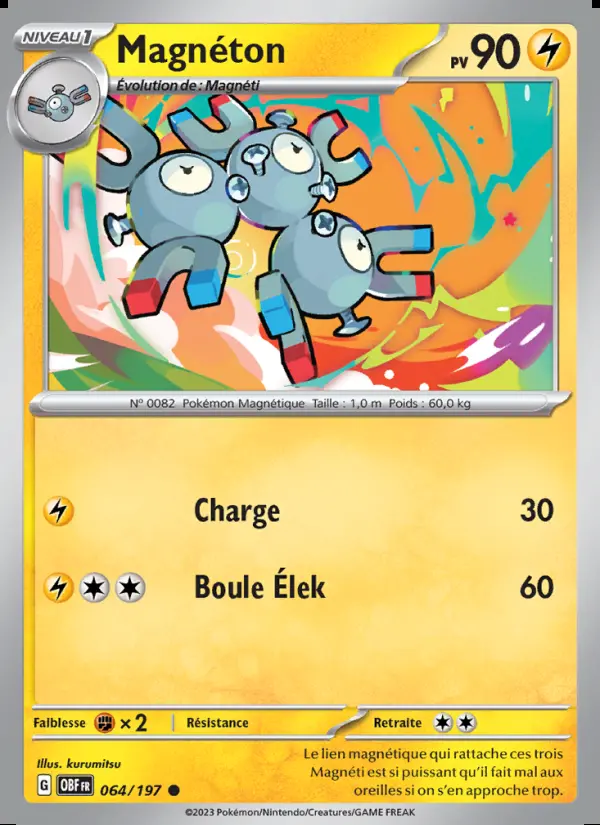 NIVEAU 1
Magnéton
PV 90
Évolution de : Magnéti
N° 0082 Pokémon Magnétique Taille : 1,0 m Poids : 60,0 kg
Charge 30
Boule Élek 60
Faiblesse ×2 Résistance Retraite
Illus. kurumitsu
G OBF FR 064/197
Le lien magnétique qui rattache ces trois
Magnéti est si puissant qu'il fait mal aux
oreilles si on s'en approche trop.
©2023 Pokémon/Nintendo/Creatures/GAME FREAK